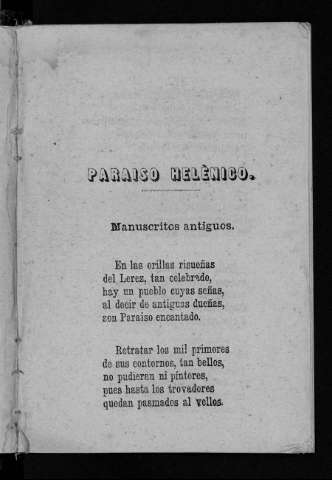 PARAISO HELÈNICO.
Manuscritos antiguos.
En las orillas risueñas
del Lerez, tan celebrado,
hay un pueblo cuyas señas,
al decir de antiguas dueñas,
son Paraiso encantado.
Retratar los mil primores
de sus contornos, tan bellos,
no pudieran ni pintores,
pues hasta los trovadores
quedan pasmados al vellos.